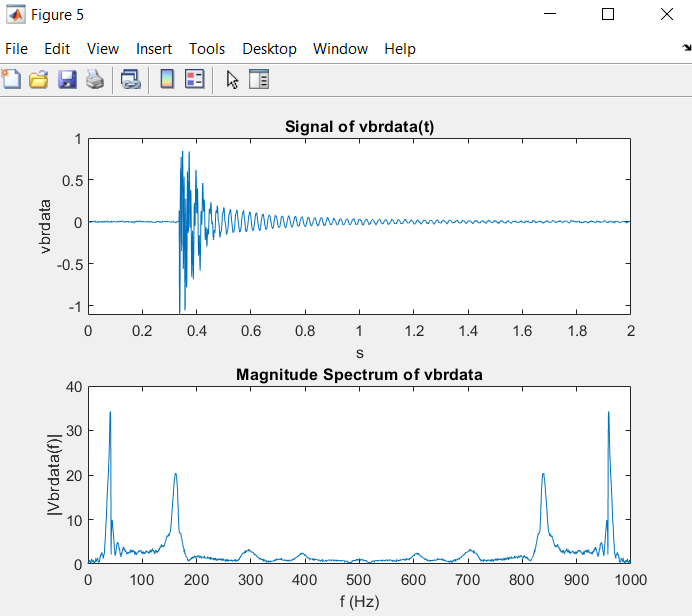 Figure 5
File Edit View Insert Tools Desktop Window Help
Signal of vbrdata(t)
1
0.5
0
-0.5
-1
vbrdata
0 0.2 0.4 0.6 0.8 1 1.2 1.4 1.6 1.8 2
s
Magnitude Spectrum of vbrdata
40
30
20
10
0
|Vbrdata(f)|
0 100 200 300 400 500 600 700 800 900 1000
f (Hz)